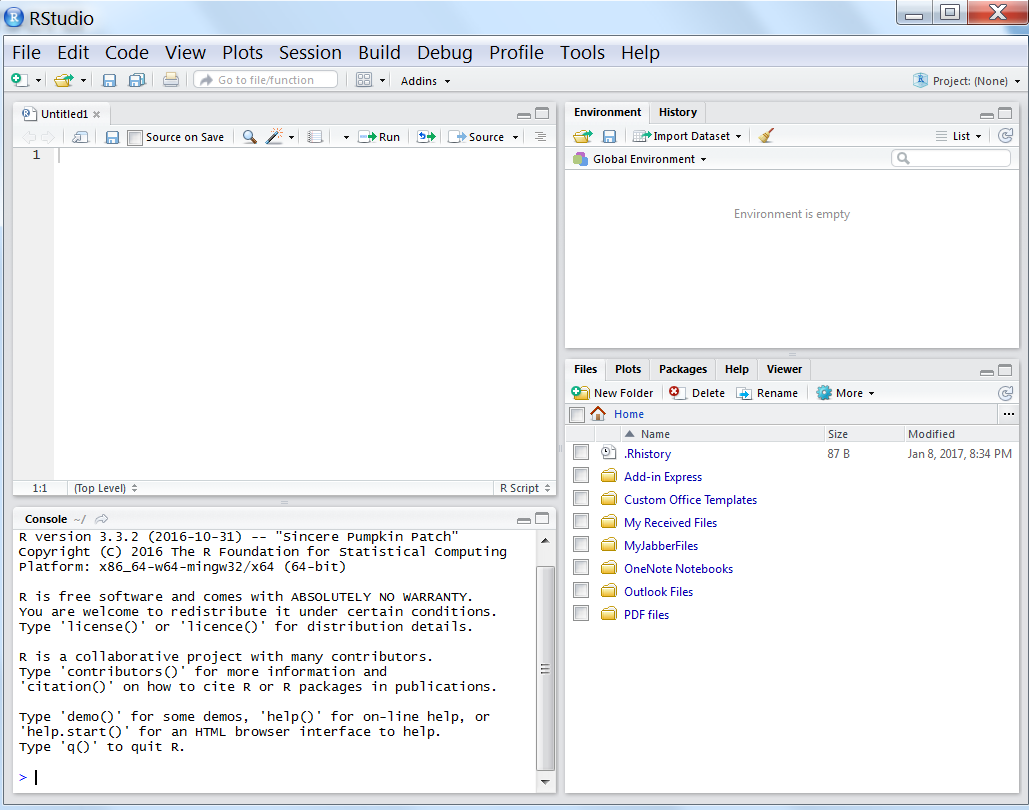 RStudio
File Edit Code View Plots Session Build Debug Profile Tools Help
Go to file/function Addins Project: (None)
Untitled1
Source on Save Run Source
1
1:1 (Top Level) R Script
Console ~/
R version 3.3.2 (2016-10-31) -- "Sincere Pumpkin Patch"
Copyright (C) 2016 The R Foundation for Statistical Computing
Platform: x86_64-w64-mingw32/x64 (64-bit)
R is free software and comes with ABSOLUTELY NO WARRANTY.
You are welcome to redistribute it under certain conditions.
Type 'license()' or 'licence()' for distribution details.
R is a collaborative project with many contributors.
Type 'contributors()' for more information and
'citation()' on how to cite R or R packages in publications.
Type 'demo()' for some demos, 'help()' for on-line help, or
'help.start()' for an HTML browser interface to help.
Type 'q()' to quit R.
>
Environment History
Import Dataset List
Global Environment
Environment is empty
Files Plots Packages Help Viewer
New Folder Delete Rename More
Home ...
Name Size Modified
.Rhistory 87 B Jan 8, 2017, 8:34 PM
Add-in Express
Custom Office Templates
My Received Files
MyJabberFiles
OneNote Notebooks
Outlook Files
PDF files